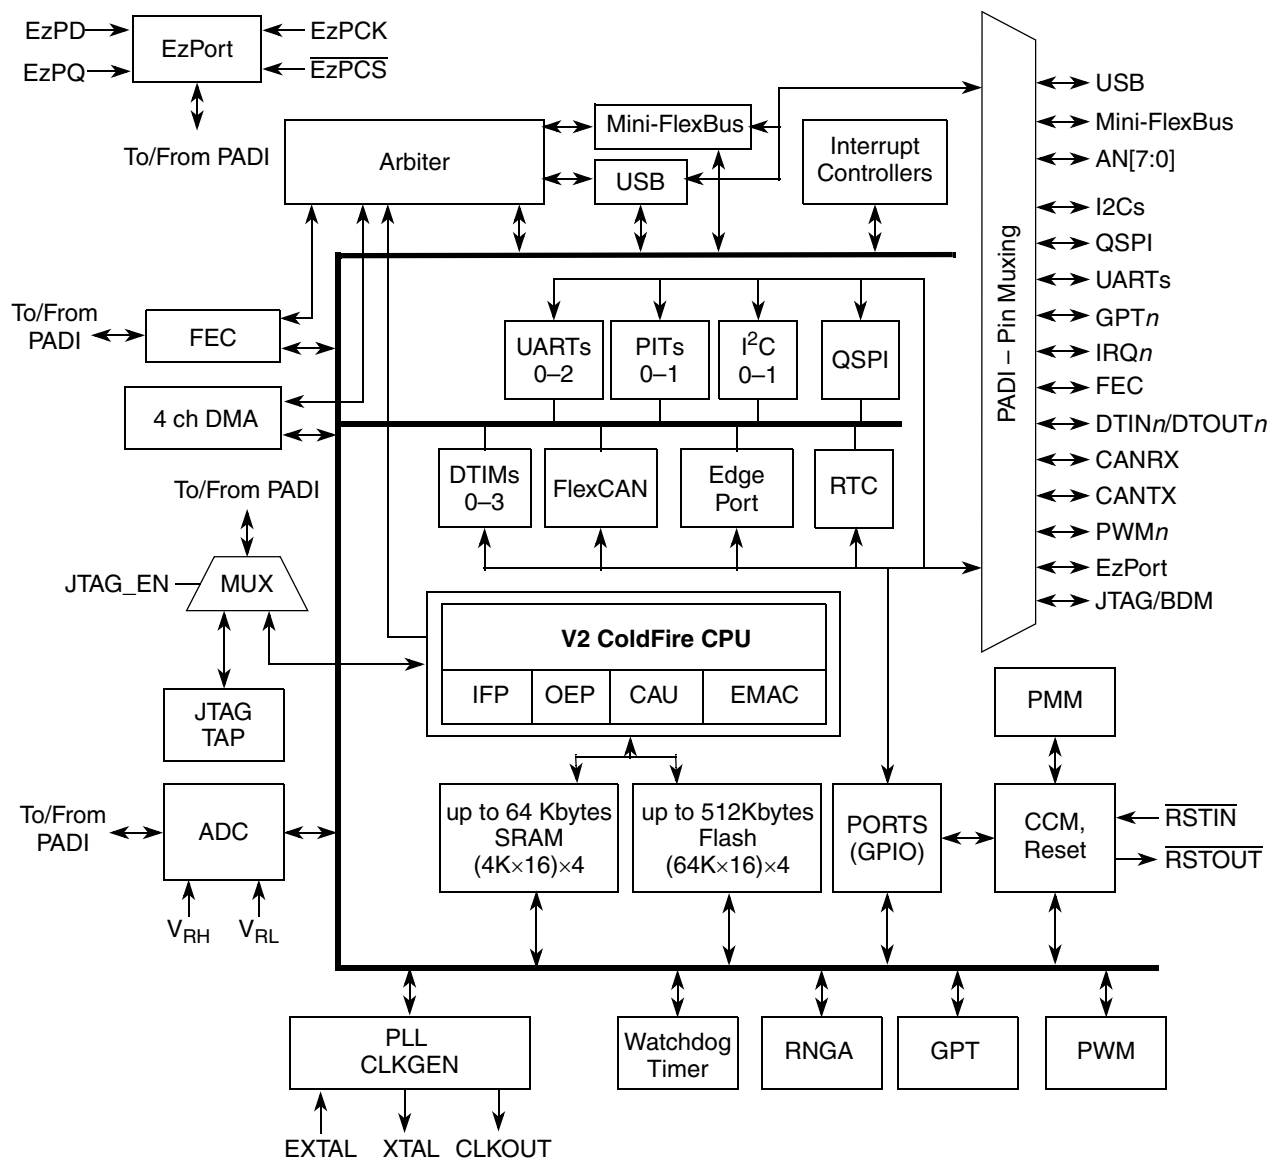 EzPD
EzPQ
EzPort
EzPCK
EzPCS
To/From PADI
Arbiter
Mini-FlexBus
USB
Interrupt
Controllers
PADI – Pin Muxing
USB
Mini-FlexBus
AN[7:0]
I2Cs
QSPI
UARTs
GPTn
IRQn
FEC
DTINn/DTOUTn
CANRX
CANTX
PWMn
EzPort
JTAG/BDM
To/From
PADI
FEC
4 ch DMA
UARTs
0–2
PITs
0–1
I²C
0–1
QSPI
DTIMs
0–3
FlexCAN
Edge
Port
RTC
To/From PADI
JTAG_EN
MUX
JTAG
TAP
V2 ColdFire CPU
IFP
OEP
CAU
EMAC
PMM
To/From
PADI
ADC
VRH
VRL
up to 64 Kbytes
SRAM
(4K×16)×4
up to 512Kbytes
Flash
(64K×16)×4
PORTS
(GPIO)
CCM,
Reset
RSTIN
RSTOUT
PLL
CLKGEN
EXTAL
XTAL
CLKOUT
Watchdog
Timer
RNGA
GPT
PWM